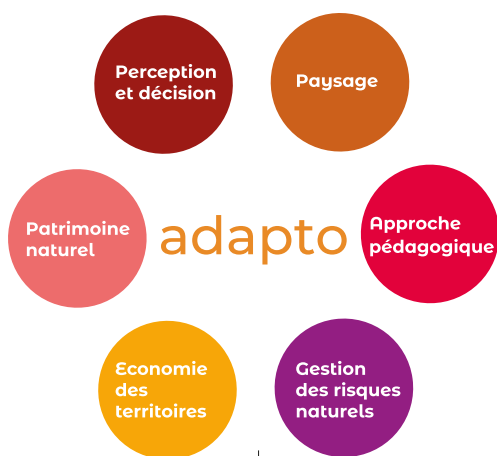 Perception
et décision
Paysage
Patrimoine
naturel
adapto
Approche
pédagogique
Economie
des
territoires
Gestion
des risques
naturels